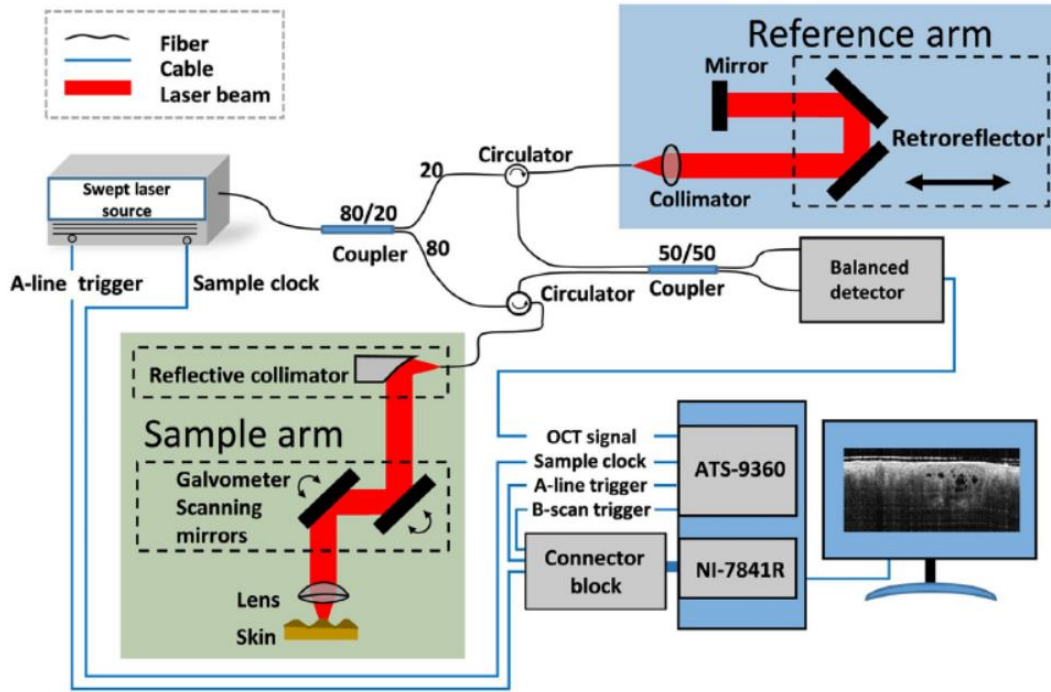 Fiber
Cable
Laser beam
Reference arm
Mirror
Retroreflector
Collimator
Circulator
20
Swept laser
source
80/20
Coupler
80
50/50
Coupler
Circulator
Balanced
detector
A-line trigger
Sample clock
Reflective collimator
Sample arm
Galvometer
Scanning
mirrors
Lens
Skin
OCT signal
Sample clock
A-line trigger
B-scan trigger
ATS-9360
Connector
block
NI-7841R